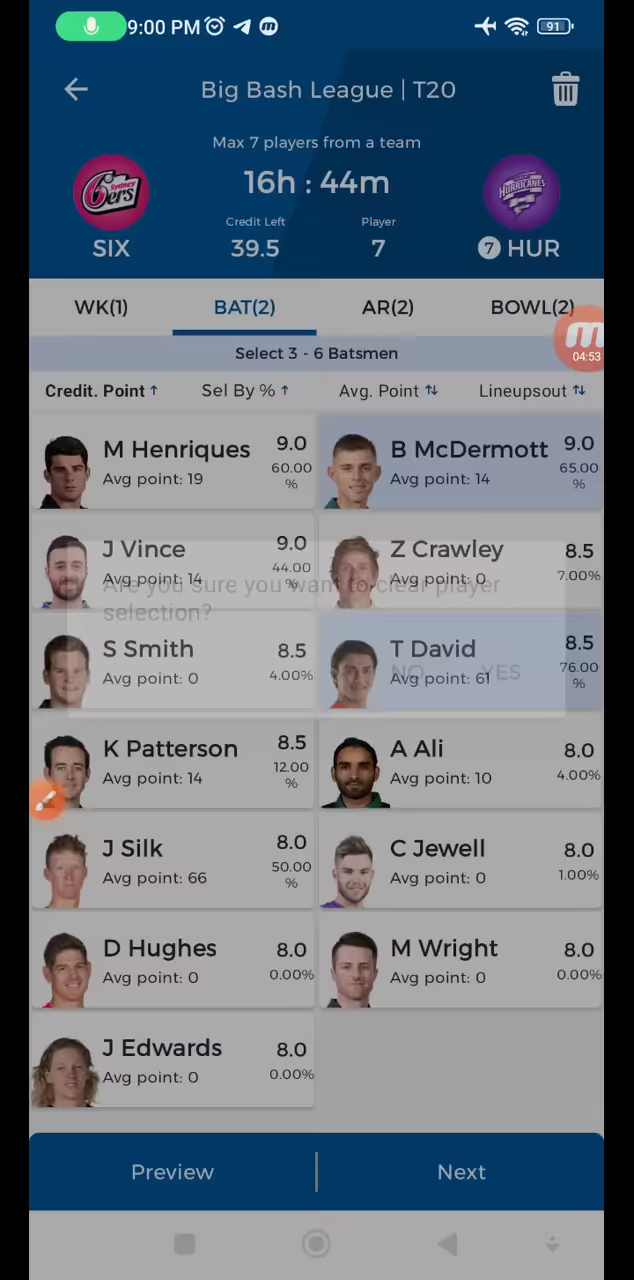 9:00 PM
91
Big Bash League | T20
Max 7 players from a team
16h : 44m
Credit Left
Player
39.5
7
Sydney
6ers
HURRICANES
SIX
7 HUR
WK(1)
BAT(2)
AR(2)
BOWL(2)
04:53
Select 3 - 6 Batsmen
Credit. Point ↑
Sel By % ↑
Avg. Point ↑↓
Lineupsout ↑↓
M Henriques
9.0
Avg point: 19
60.00
%
B McDermott
9.0
Avg point: 14
65.00
%
J Vince
9.0
Avg point: 14
44.00
%
Z Crawley
8.5
Avg point: 0
7.00%
Are you sure you want to clear player
selection?
NO
YES
S Smith
8.5
Avg point: 0
4.00%
T David
8.5
Avg point: 61
76.00
%
K Patterson
8.5
Avg point: 14
12.00
%
A Ali
8.0
Avg point: 10
4.00%
J Silk
8.0
Avg point: 66
50.00
%
C Jewell
8.0
Avg point: 0
1.00%
D Hughes
8.0
Avg point: 0
0.00%
M Wright
8.0
Avg point: 0
0.00%
J Edwards
8.0
Avg point: 0
0.00%
Preview
Next